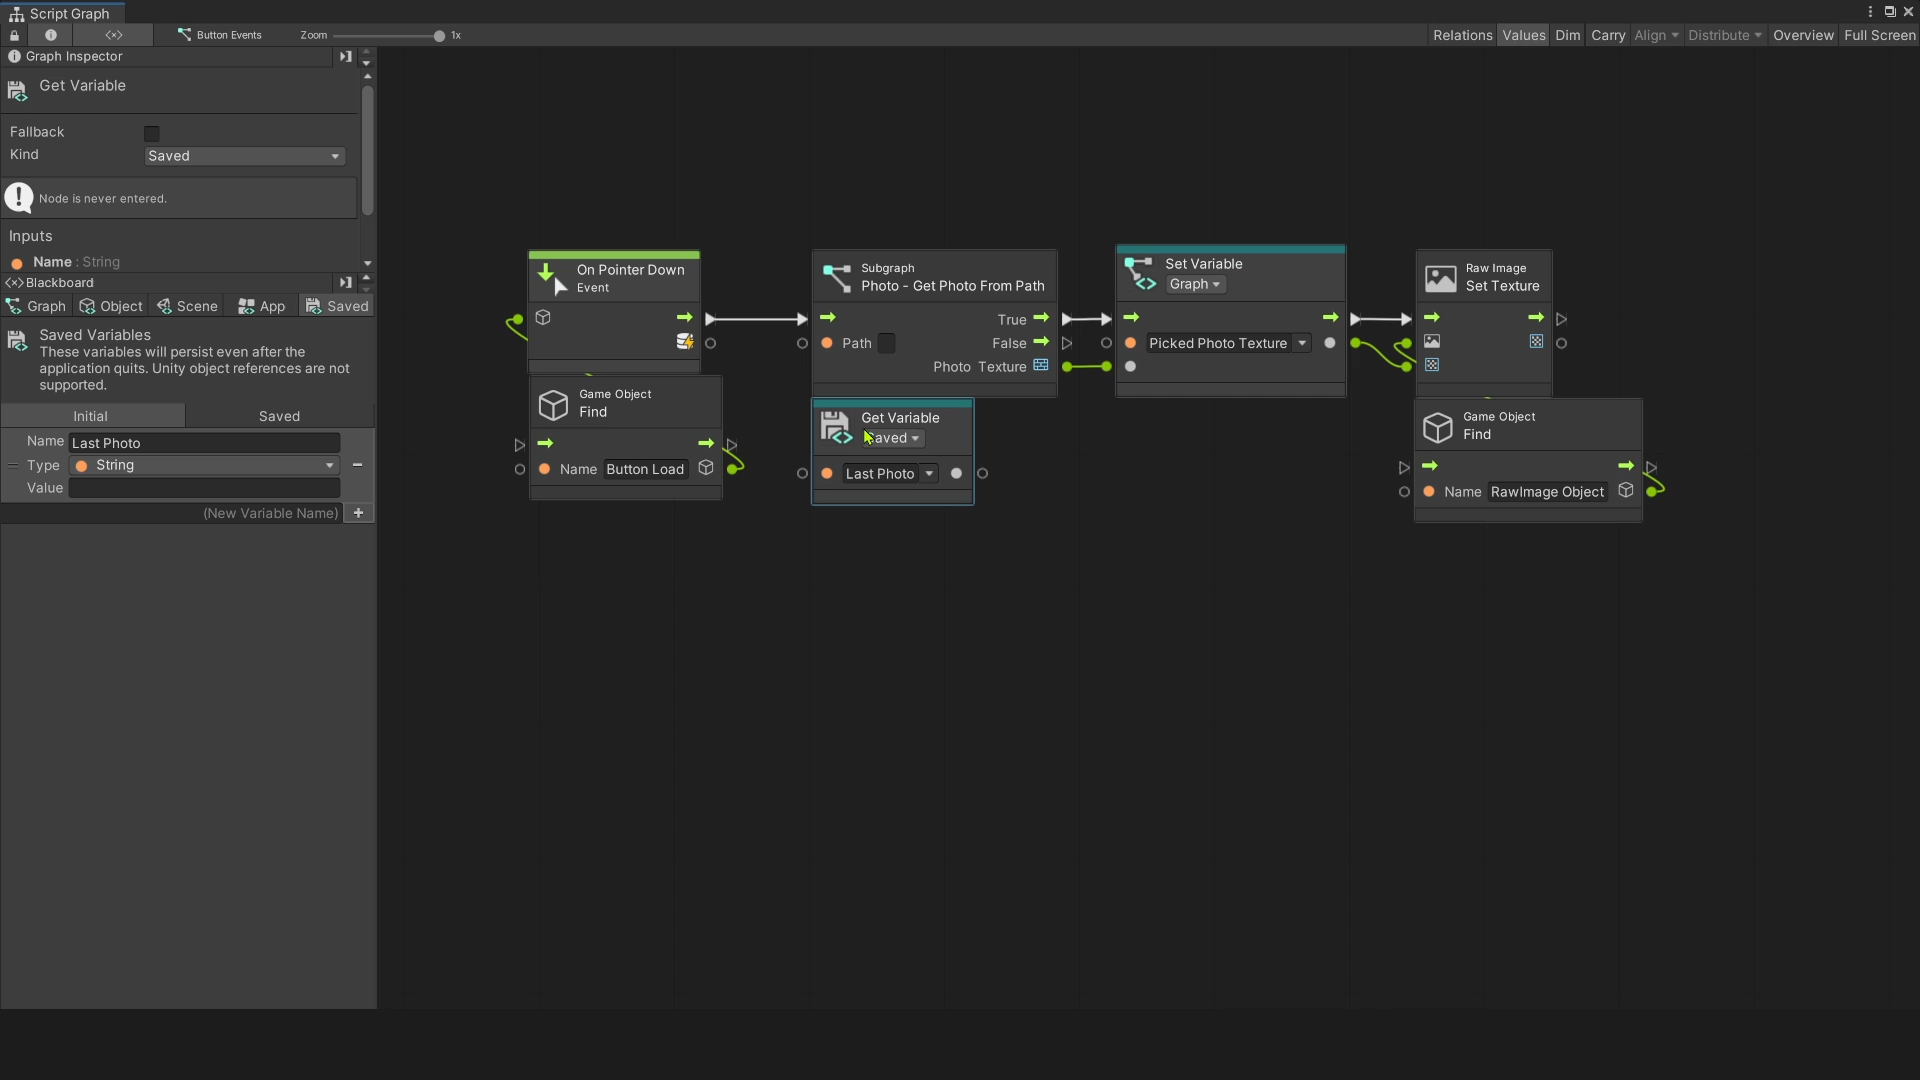 Script Graph
Button Events
Zoom
1x
Relations
Values
Dim
Carry
Align
Distribute
Overview
Full Screen
Graph Inspector
Get Variable
Fallback
Kind
Saved
Node is never entered.
Inputs
Name : String
Blackboard
Graph
Object
Scene
App
Saved
Saved Variables
These variables will persist even after the
application quits. Unity object references are not
supported.
Initial
Saved
Name
Last Photo
Type
String
Value
(New Variable Name)
On Pointer Down
Event
Game Object
Find
Name
Button Load
Subgraph
Photo - Get Photo From Path
True
Path
False
Photo Texture
Get Variable
Last Photo
Set Variable
Graph
Picked Photo Texture
Raw Image
Set Texture
Game Object
Find
Name
RawImage Object